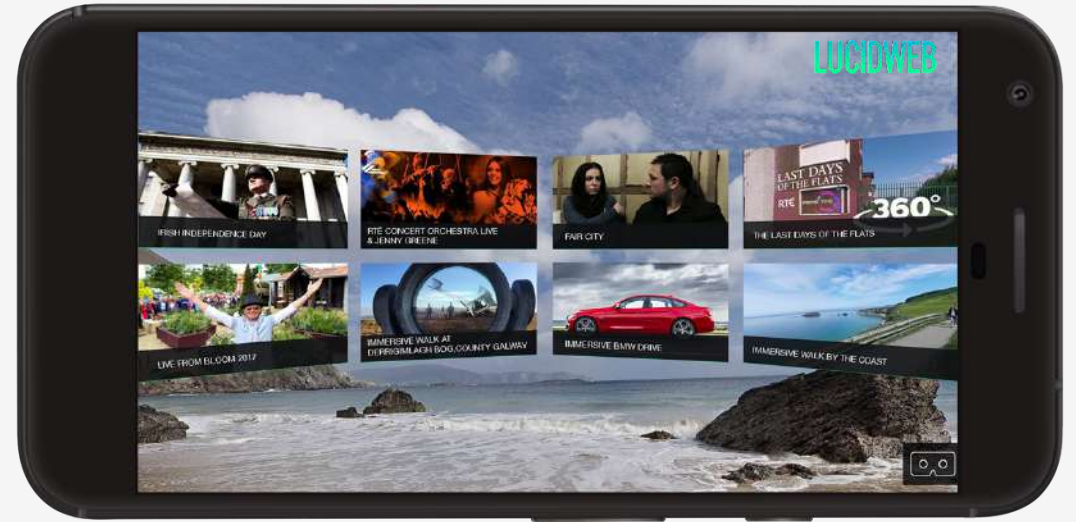 LUCIDWEB
IRISH INDEPENDENCE DAY
RTÉ CONCERT ORCHESTRA LIVE
& JENNY GREENE
FAIR CITY
LAST DAYS
OF THE FLATS
RTÉ
360°
THE LAST DAYS OF THE FLATS
LIVE FROM BLOOM 2017
IMMERSIVE WALK AT
DERRIGIMLAGH BOG,COUNTY GALWAY
IMMERSIVE BMW DRIVE
IMMERSIVE WALK BY THE COAST